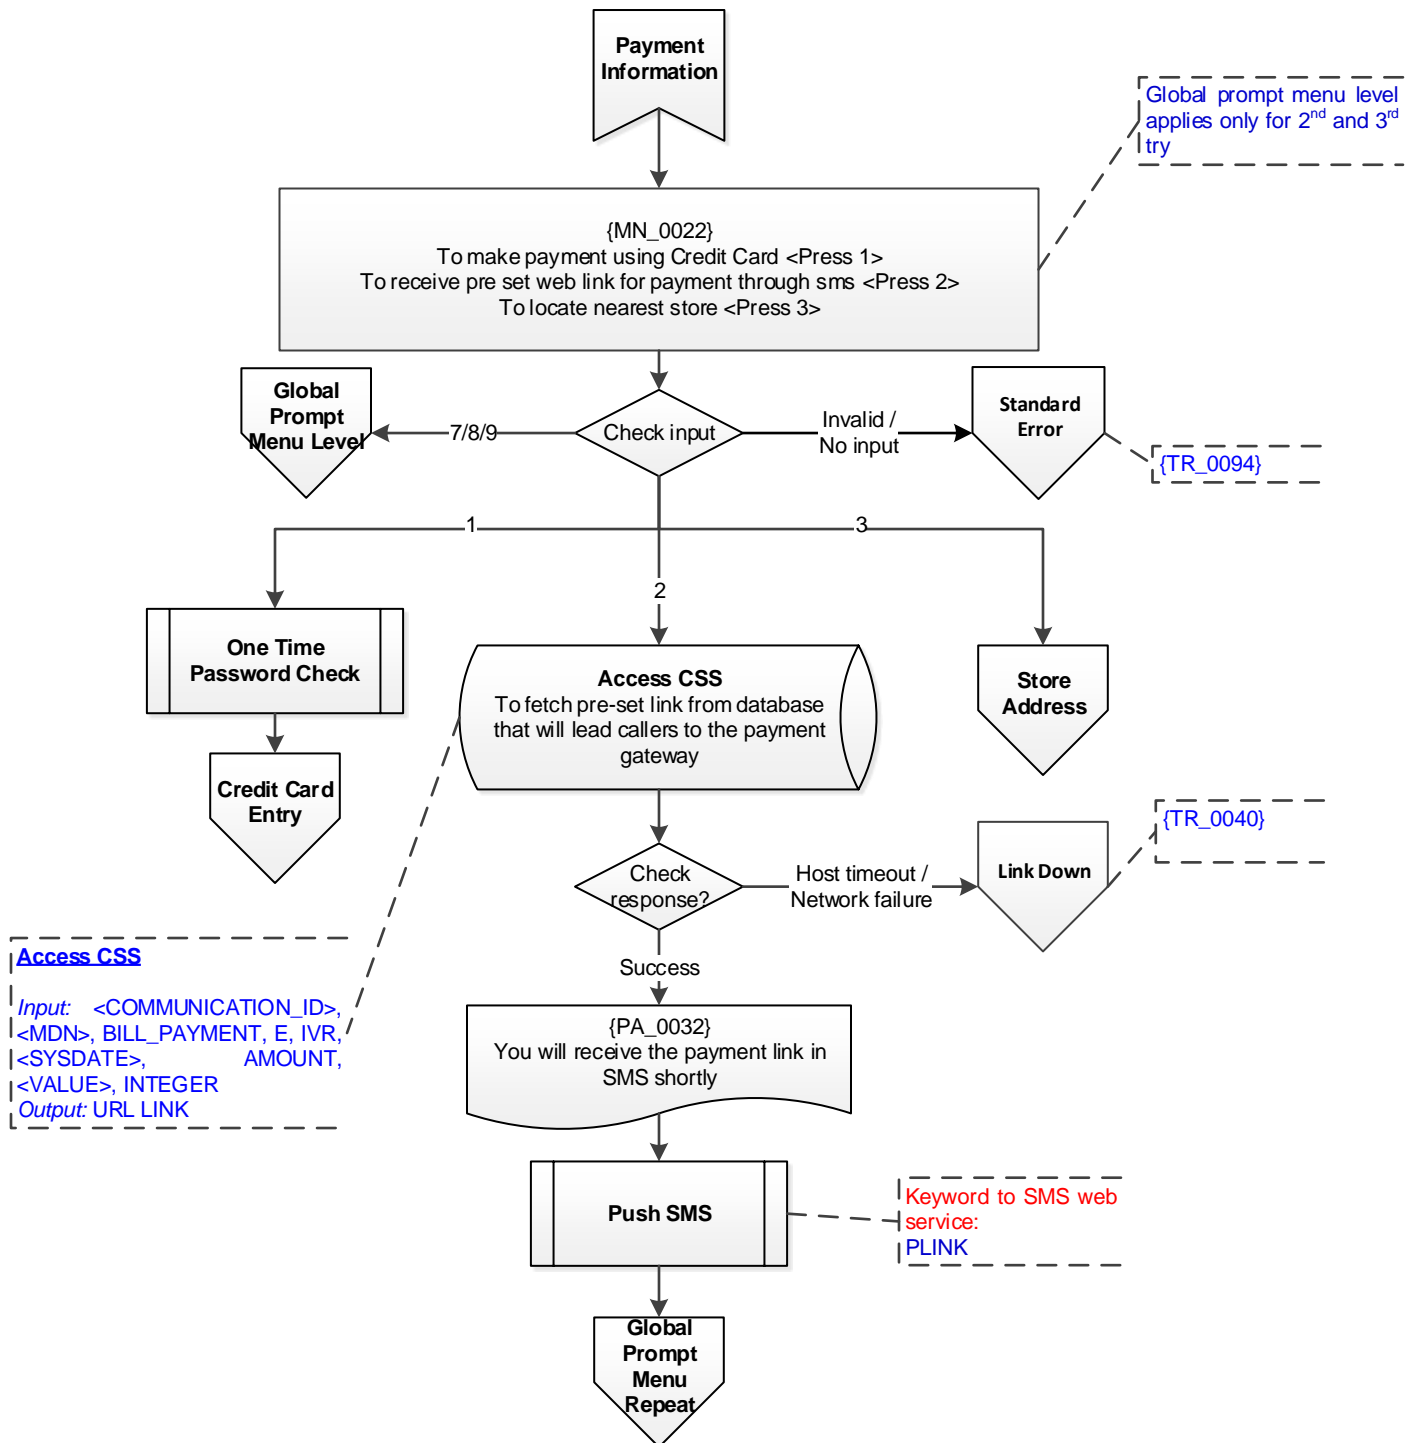 Payment
Information
Global prompt menu level
applies only for 2nd and 3rd
try
{MN_0022}
To make payment using Credit Card <Press 1>
To receive pre set web link for payment through sms <Press 2>
To locate nearest store <Press 3>
Global
Prompt
Menu Level
7/8/9
Check input
Invalid /
No input
Standard
Error
{TR_0094}
1
3
2
One Time
Password Check
Access CSS
To fetch pre-set link from database
that will lead callers to the payment
gateway
Store
Address
Credit Card
Entry
{TR_0040}
Check
response?
Host timeout /
Network failure
Link Down
Access CSS
Input: <COMMUNICATION_ID>,
<MDN>, BILL_PAYMENT, E, IVR,
<SYSDATE>, AMOUNT,
<VALUE>, INTEGER
Output: URL LINK
Success
{PA_0032}
You will receive the payment link in
SMS shortly
Push SMS
Keyword to SMS web
service:
PLINK
Global
Prompt
Menu
Repeat